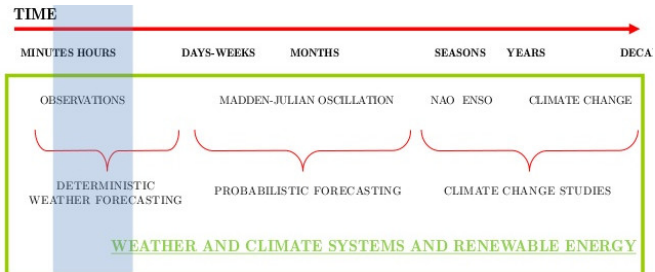 TIME
MINUTES HOURS DAYS-WEEKS MONTHS SEASONS YEARS DECA
OBSERVATIONS MADDEN-JULIAN OSCILLATION NAO ENSO CLIMATE CHANGE
DETERMINISTIC
WEATHER FORECASTING
PROBABILISTIC FORECASTING
CLIMATE CHANGE STUDIES
WEATHER AND CLIMATE SYSTEMS AND RENEWABLE ENERGY